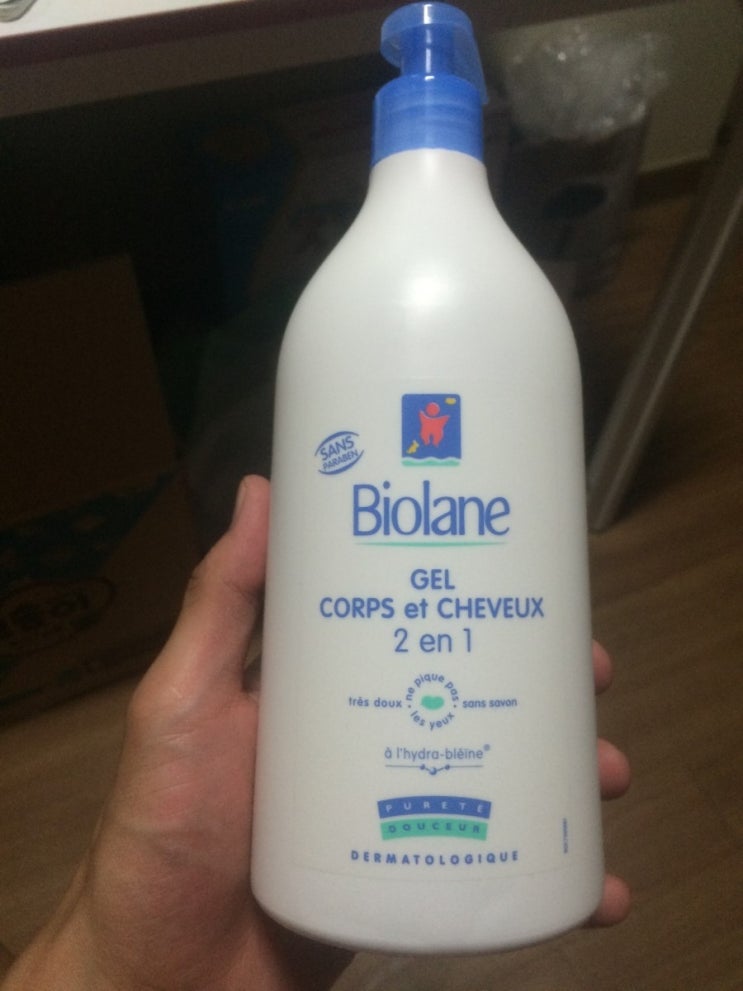 SANS
PARABEN
Biolane
GEL
CORPS et CHEVEUX
2 en 1
très doux • ne pique pas les yeux • sans savon
à l'hydra-bléine®
PURETÉ
DOUCEUR
DERMATOLOGIQUE